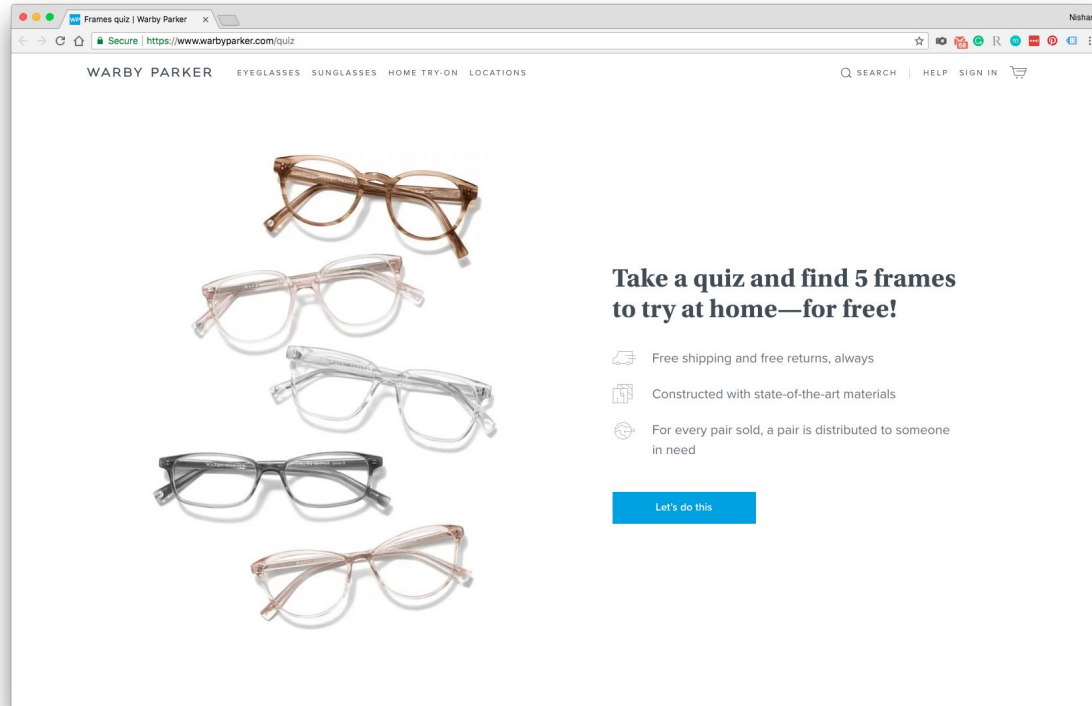 Frames quiz | Warby Parker
Nishan
Secure | https://www.warbyparker.com/quiz
WARBY PARKER EYEGLASSES SUNGLASSES HOME TRY-ON LOCATIONS SEARCH HELP SIGN IN
Take a quiz and find 5 frames
to try at home—for free!
Free shipping and free returns, always
Constructed with state-of-the-art materials
For every pair sold, a pair is distributed to someone
in need
Let's do this